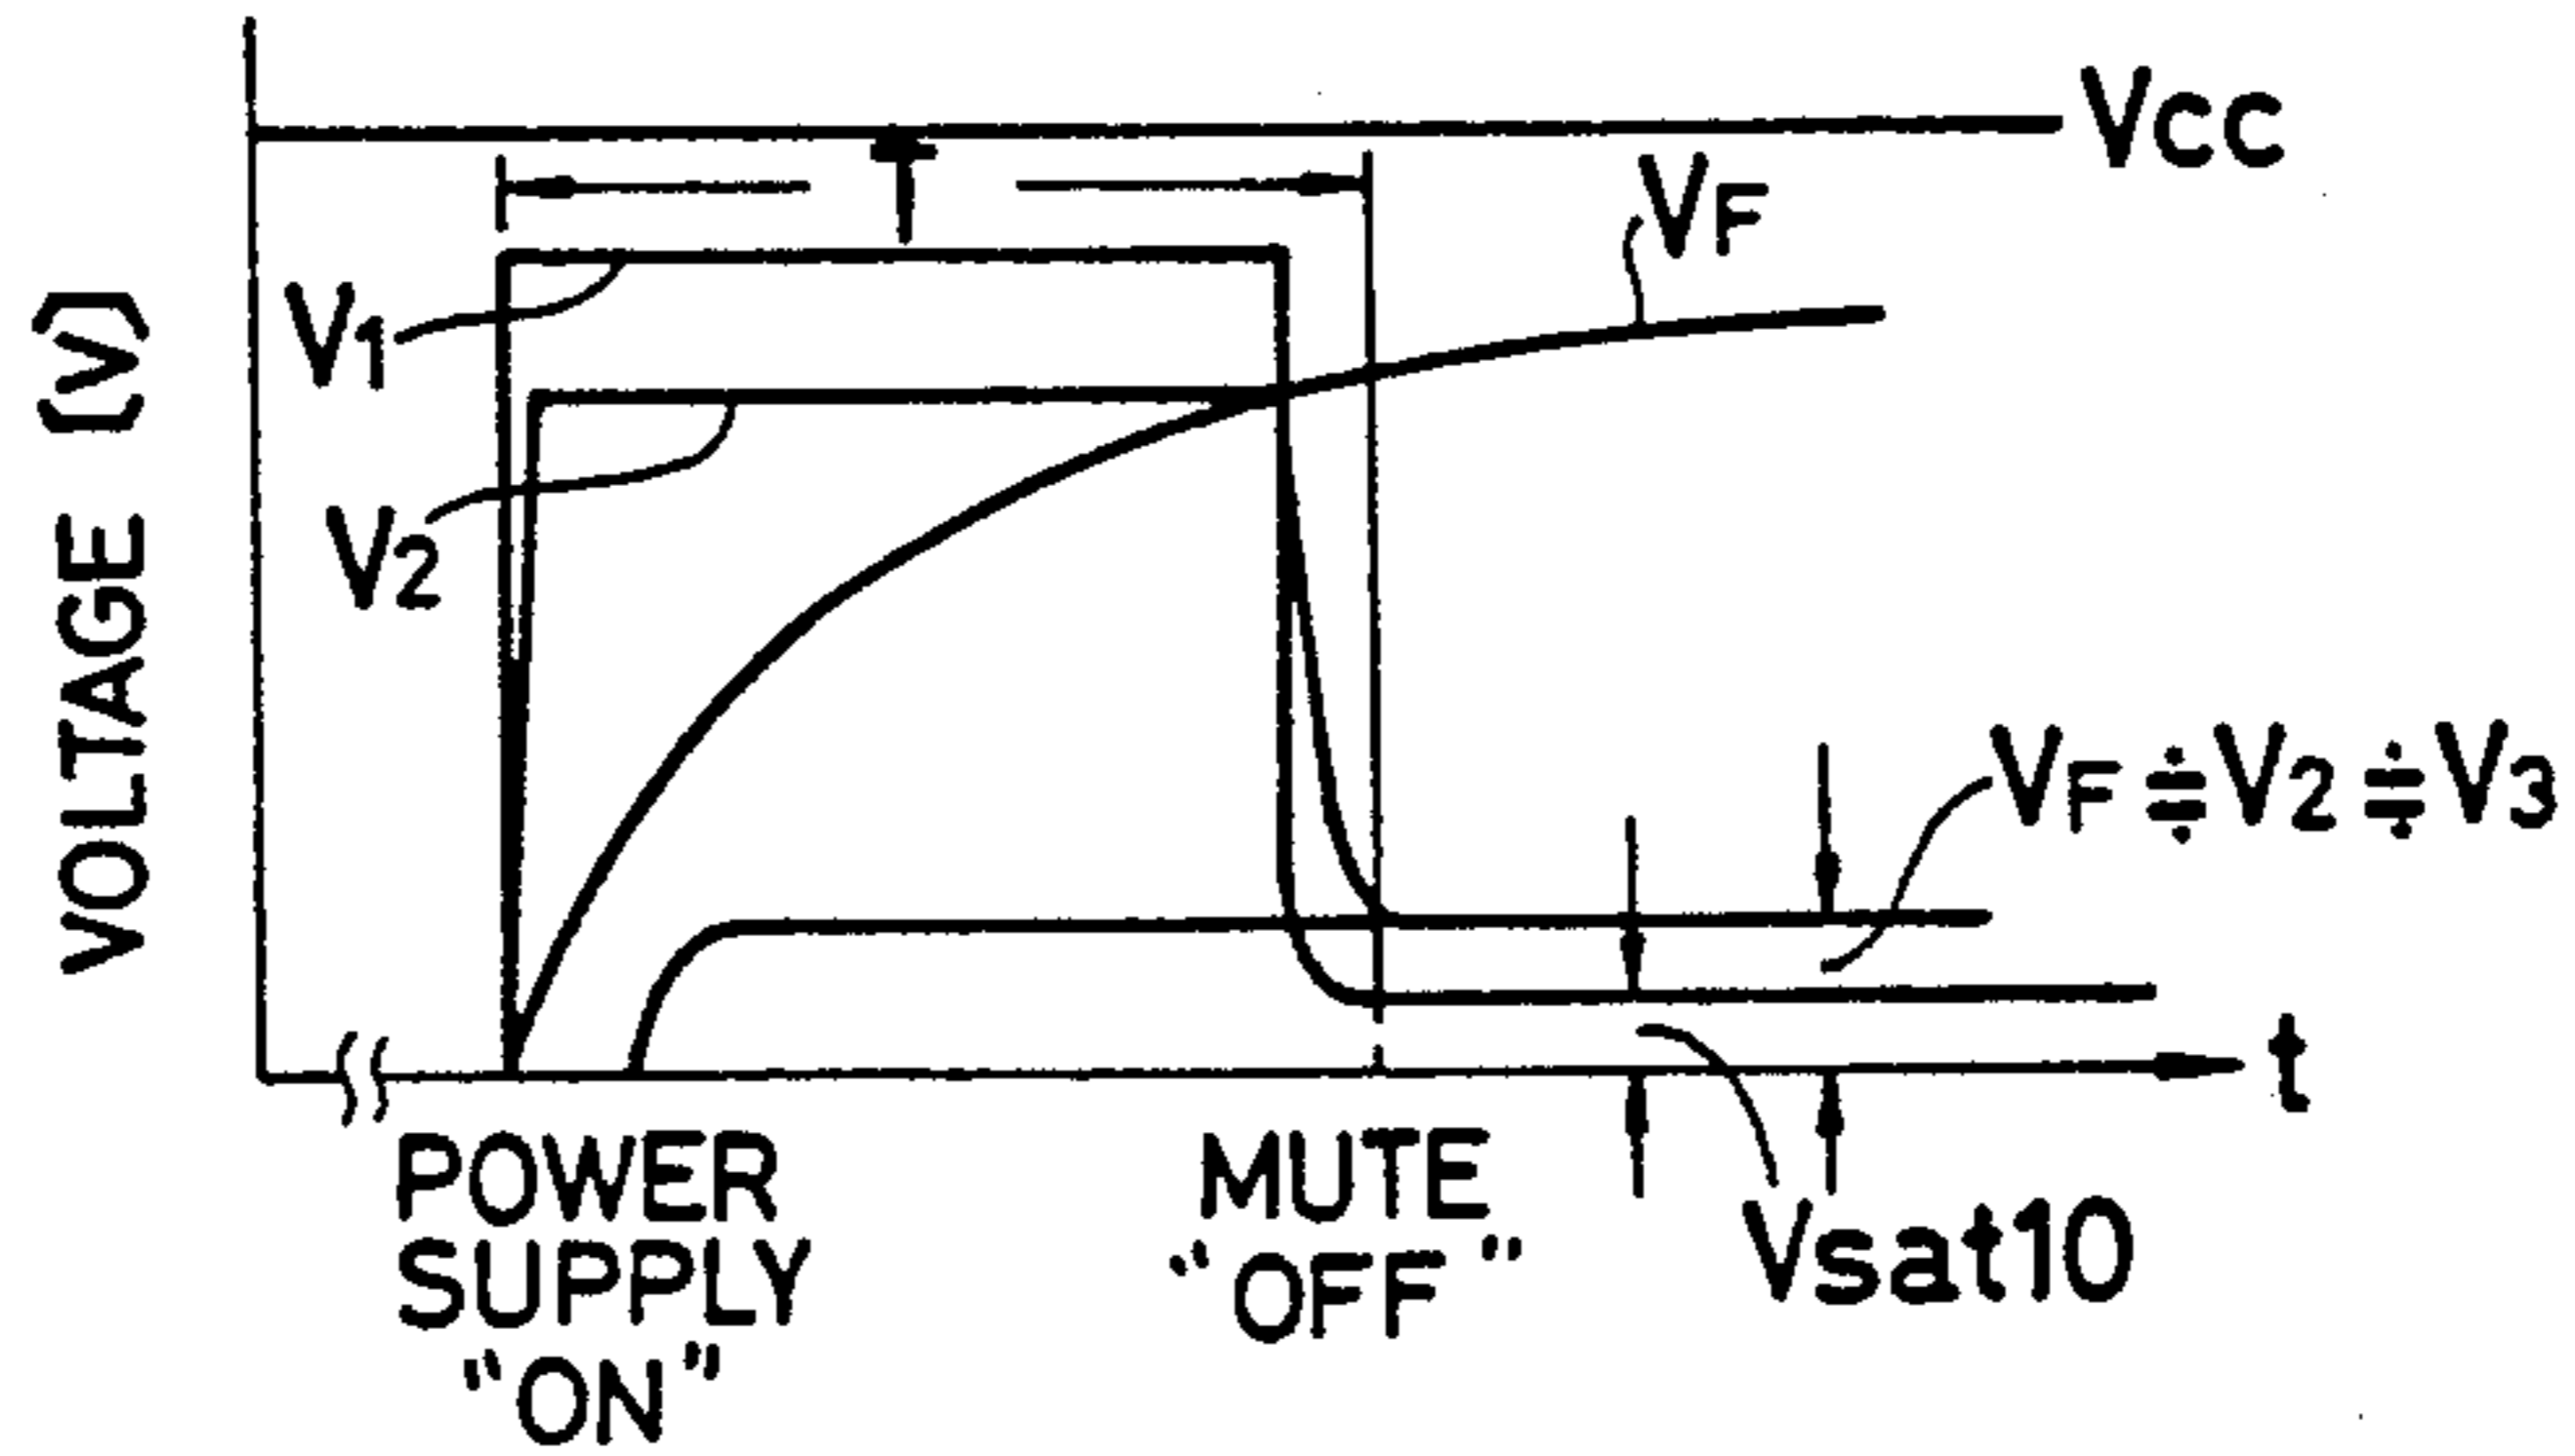 VCC
T
VF
V1
V2
VOLTAGE (V)
VF ≑ V2 ≑ V3
t
POWER
SUPPLY
"ON"
MUTE
"OFF"
Vsat10